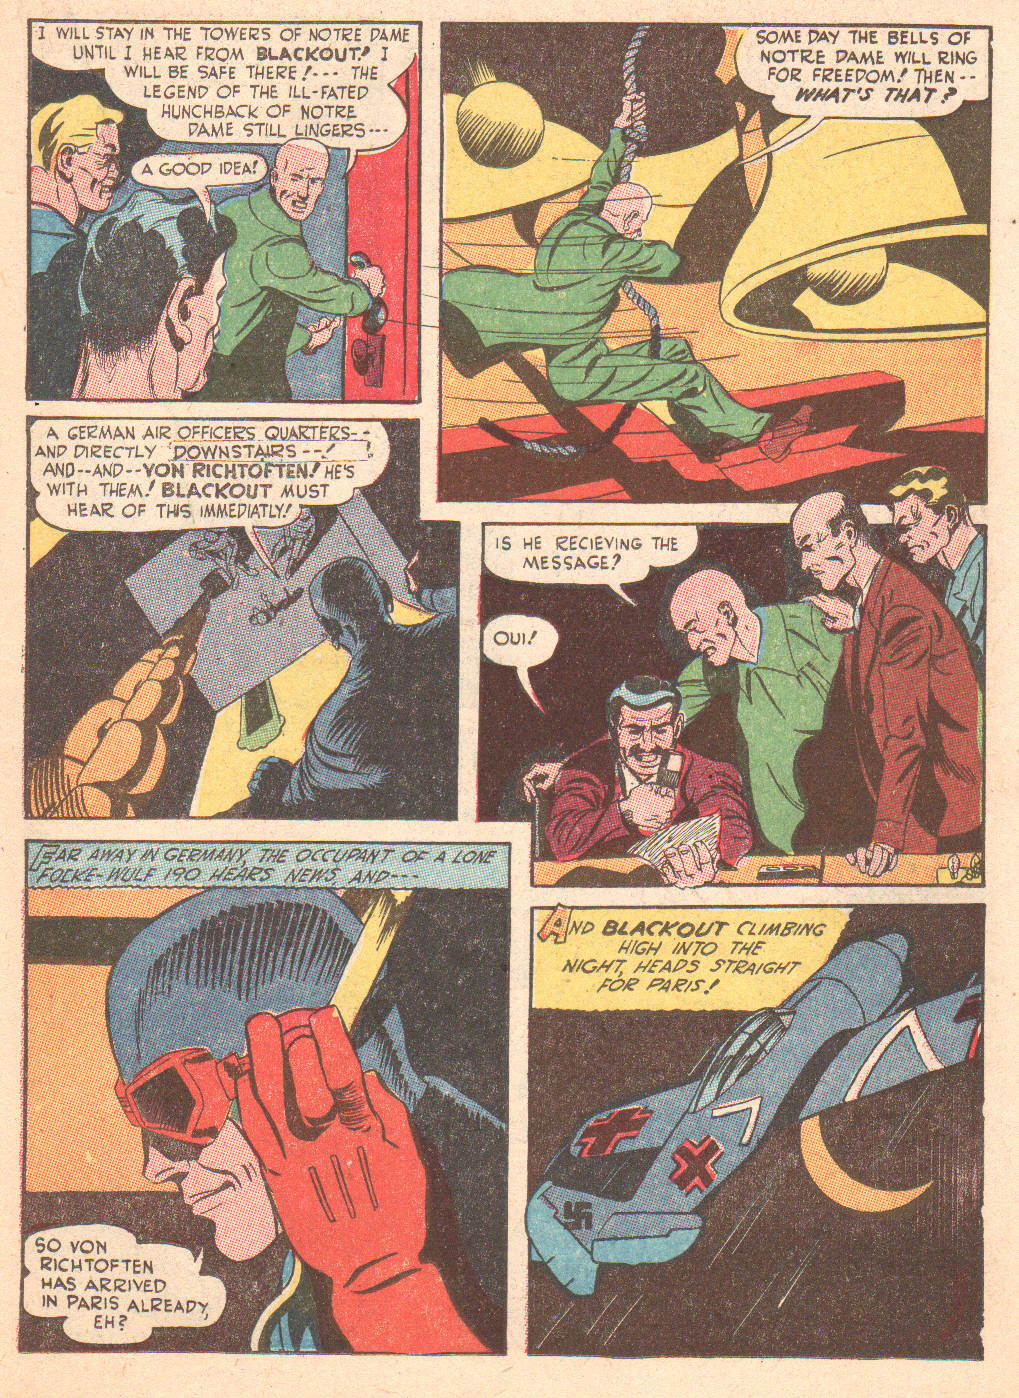 I WILL STAY IN THE TOWERS OF NOTRE DAME
UNTIL I HEAR FROM BLACKOUT! I
WILL BE SAFE THERE!--- THE
LEGEND OF THE ILL-FATED
HUNCHBACK OF NOTRE
DAME STILL LINGERS---
A GOOD IDEA!
SOME DAY THE BELLS OF
NOTRE DAME WILL RING
FOR FREEDOM! THEN--
WHAT'S THAT?
A GERMAN AIR OFFICERS QUARTERS--
AND DIRECTLY DOWNSTAIRS--!
AND--AND--VON RICHTOFTEN! HE'S
WITH THEM! BLACKOUT MUST
HEAR OF THIS IMMEDIATLY!
IS HE RECIEVING THE
MESSAGE?
OUI!
FAR AWAY IN GERMANY, THE OCCUPANT OF A LONE
FOLKE-WULF 190 HEARS NEWS, AND----
SO VON
RICHTOFTEN
HAS ARRIVED
IN PARIS ALREADY,
EH?
AND BLACKOUT CLIMBING
HIGH INTO THE
NIGHT, HEADS STRAIGHT
FOR PARIS!